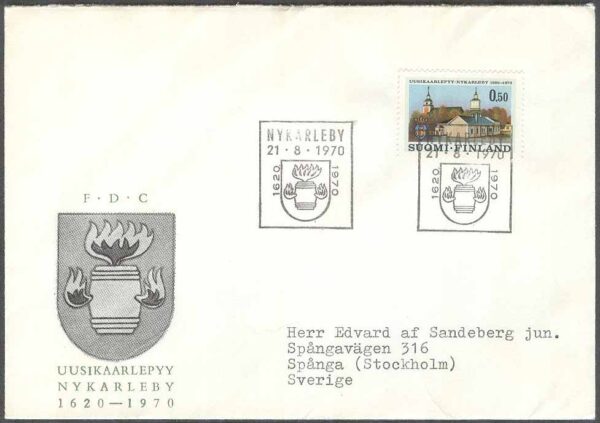 UUSIKAARLEPYY-NYKARLEBY 1620-1970
0,50
SUOMI·FINLAND
NYKARLEBY
21·8·1970
1620 1970
21·8·1970
1620 1970
F·D·C
UUSIKAARLEPYY
NYKARLEBY
1620—1970
Herr Edvard af Sandeberg jun.
Spångavägen 316
Spånga (Stockholm)
Sverige